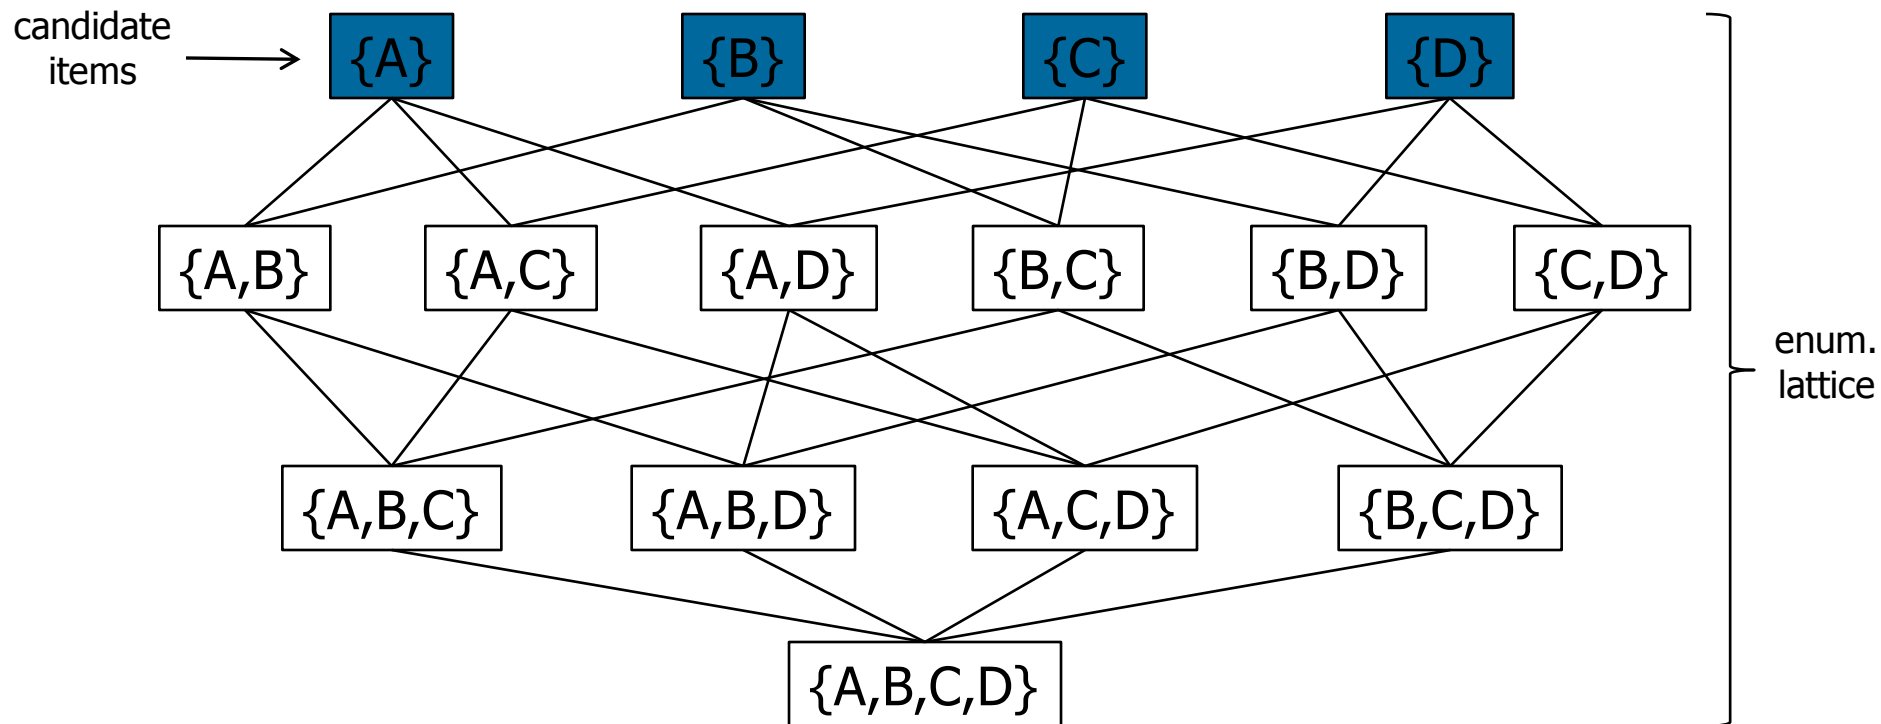 candidate
items
{A} {B} {C} {D}
{A,B} {A,C} {A,D} {B,C} {B,D} {C,D}
enum.
lattice
{A,B,C} {A,B,D} {A,C,D} {B,C,D}
{A,B,C,D}